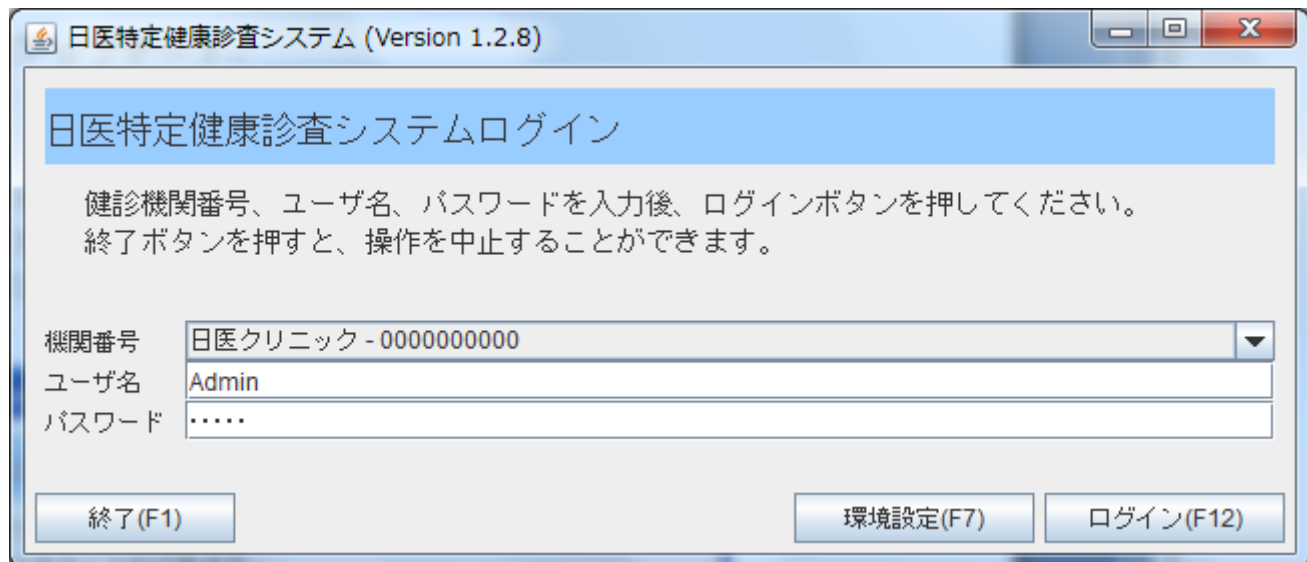 日医特定健康診査システム (Version 1.2.8)
日医特定健康診査システムログイン
健診機関番号、ユーザ名、パスワードを入力後、ログインボタンを押してください。
終了ボタンを押すと、操作を中止することができます。
機関番号 日医クリニック - 0000000000
ユーザ名 Admin
パスワード •••••
終了(F1) 環境設定(F7) ログイン(F12)